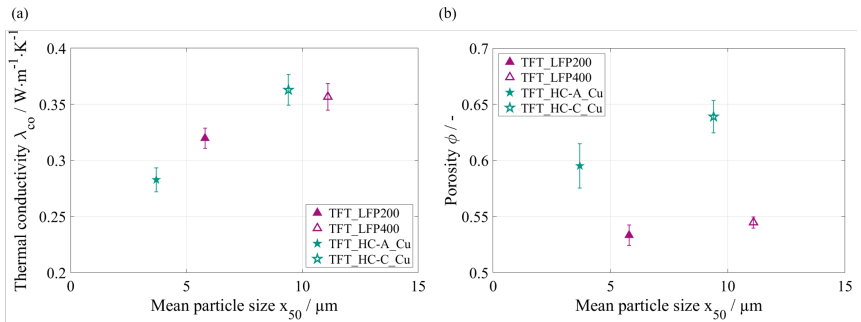 (a)
Thermal conductivity λco / W·m-1·K-1
0.4
0.35
0.3
0.25
0.2
0
5
10
15
Mean particle size x50 / μm
TFT_LFP200
TFT_LFP400
TFT_HC-A_Cu
TFT_HC-C_Cu
(b)
Porosity ϕ / -
0.7
0.65
0.6
0.55
0.5
0
5
10
15
Mean particle size x50 / μm
TFT_LFP200
TFT_LFP400
TFT_HC-A_Cu
TFT_HC-C_Cu